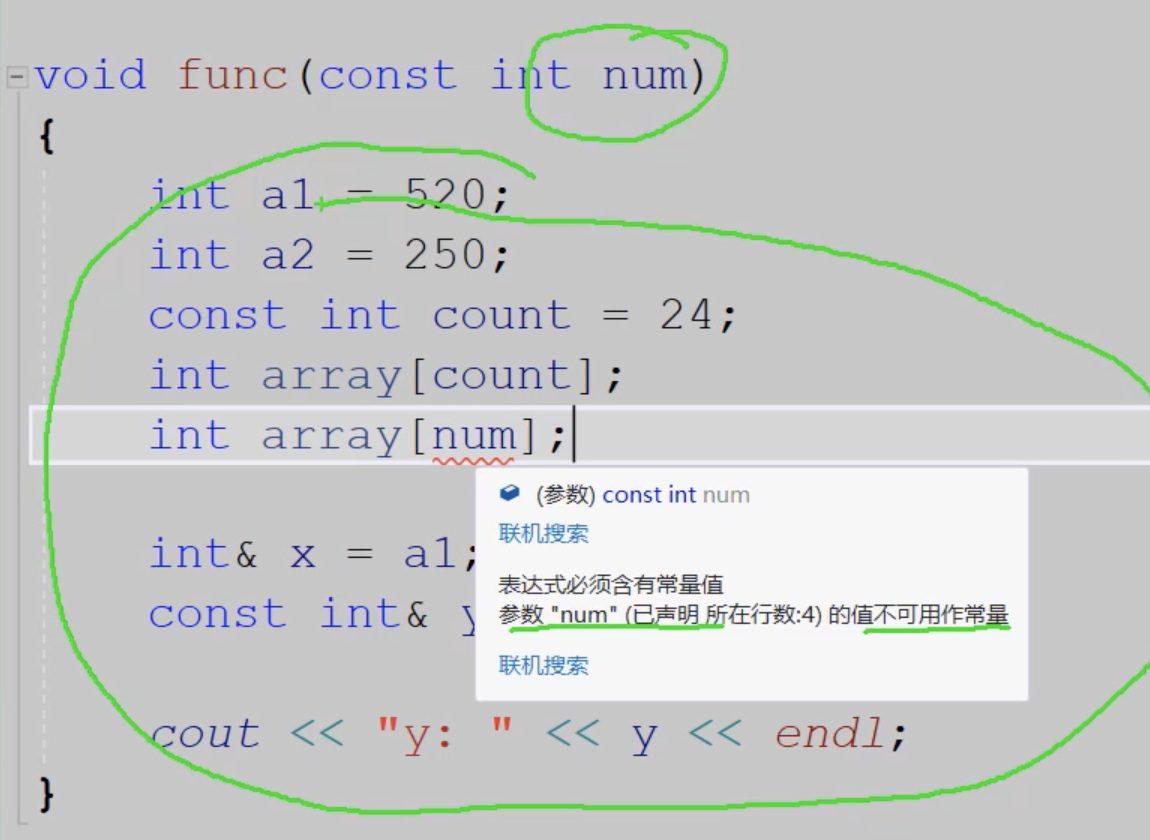 void func(const int num)
{
int a1 = 520;
int a2 = 250;
const int count = 24;
int array[count];
int array[num];
(参数) const int num
联机搜索
int& x = a1;
表达式必须含有常量值
const int& y
参数 "num" (已声明 所在行数:4) 的值不可用作常量
联机搜索
cout << "y: " << y << endl;
}